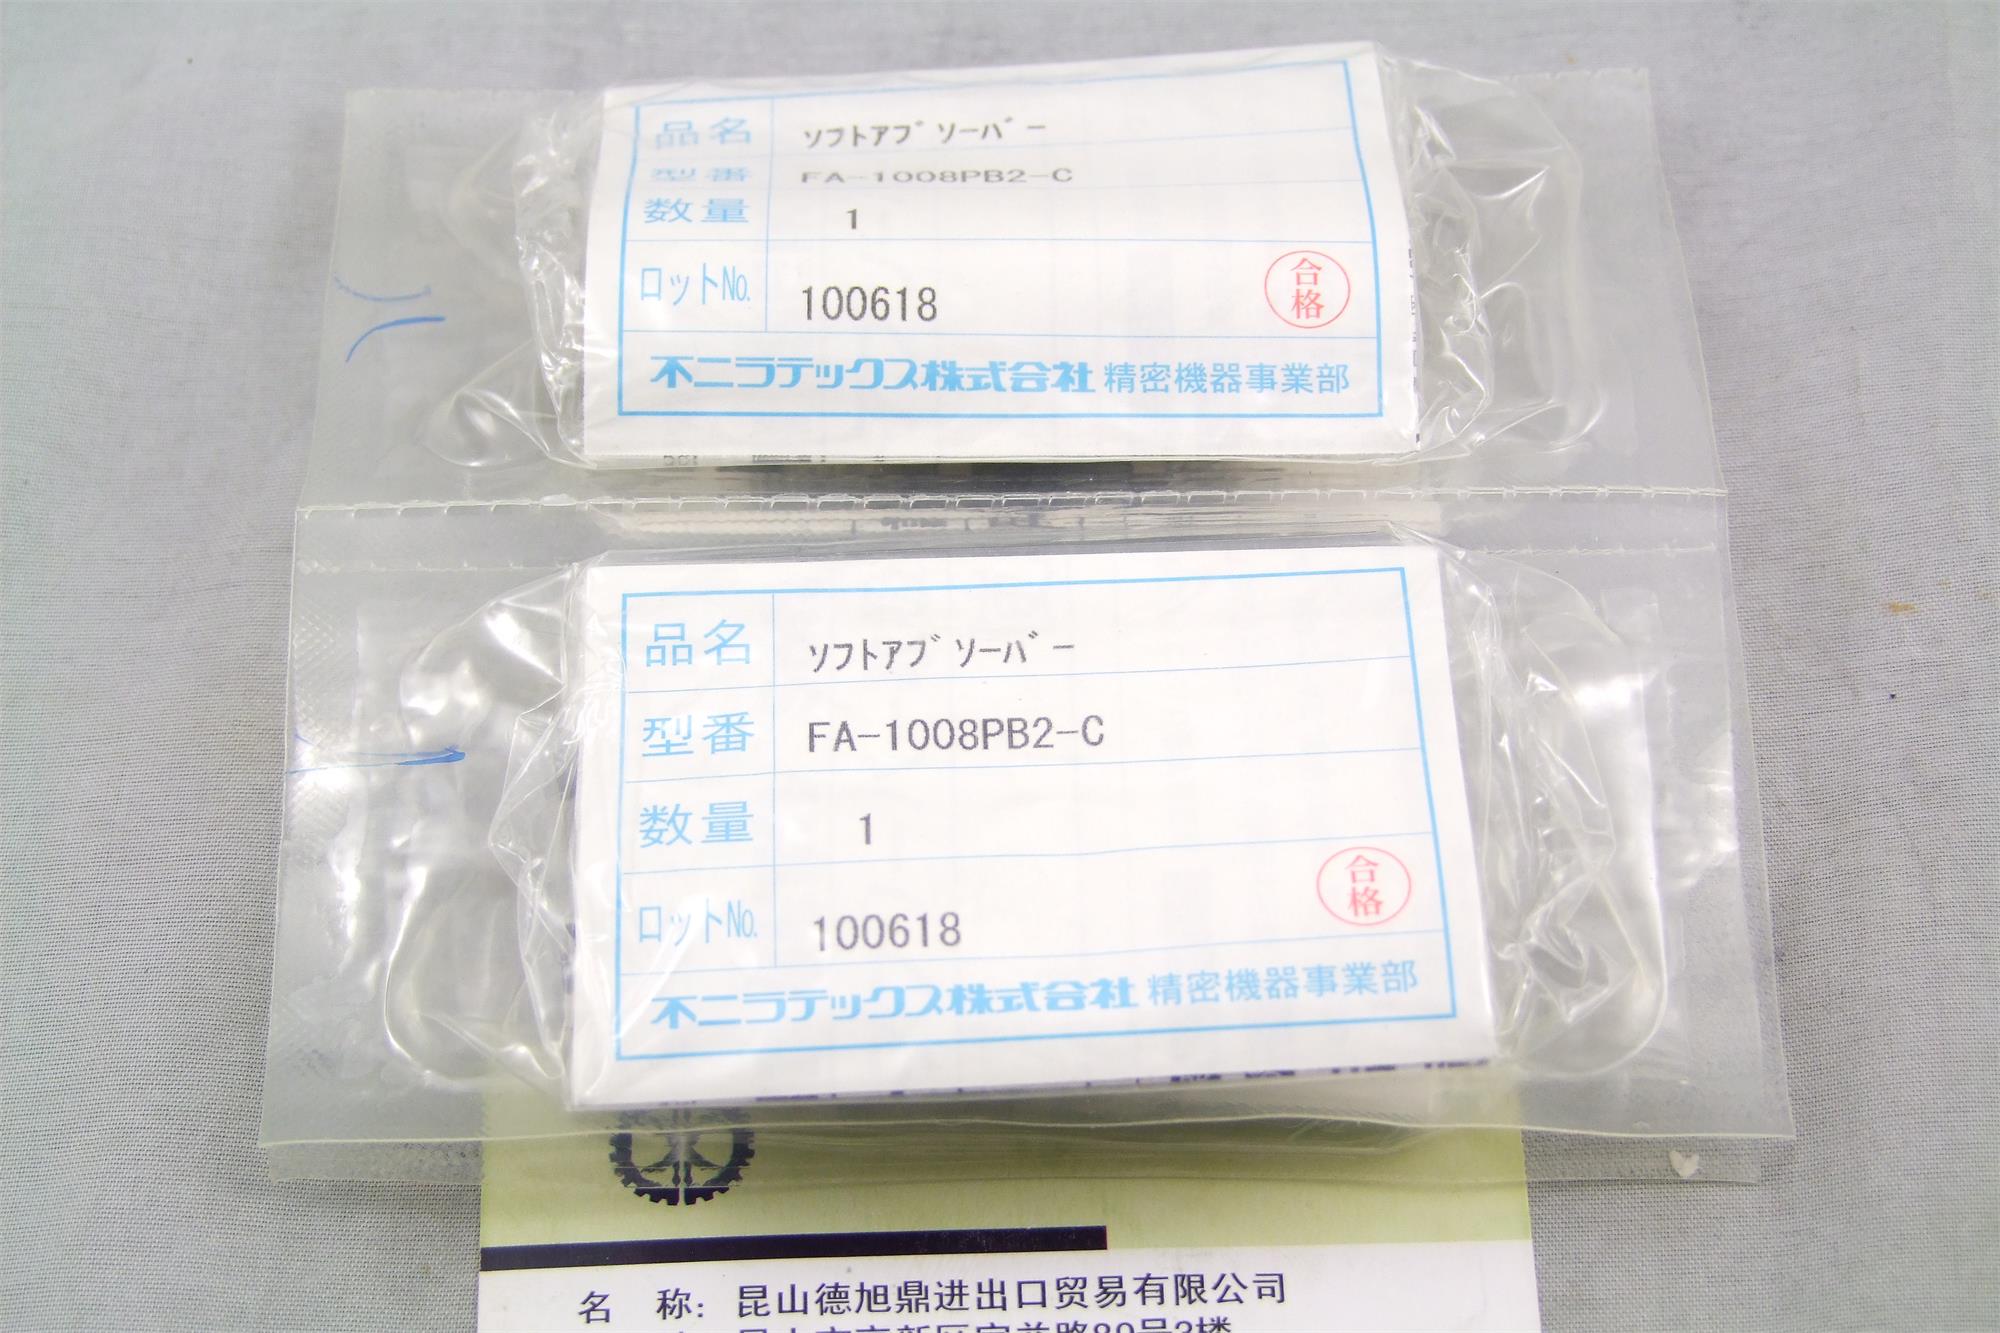 品名 ソフトアブソーバー
型番 FA-1008PB2-C
数量 1
ロットNo. 100618
合格
不二ラテックス株式会社 精密機器事業部
品名 ソフトアブソーバー
型番 FA-1008PB2-C
数量 1
ロットNo. 100618
合格
不二ラテックス株式会社 精密機器事業部
名 称: 昆山德旭鼎进出口贸易有限公司